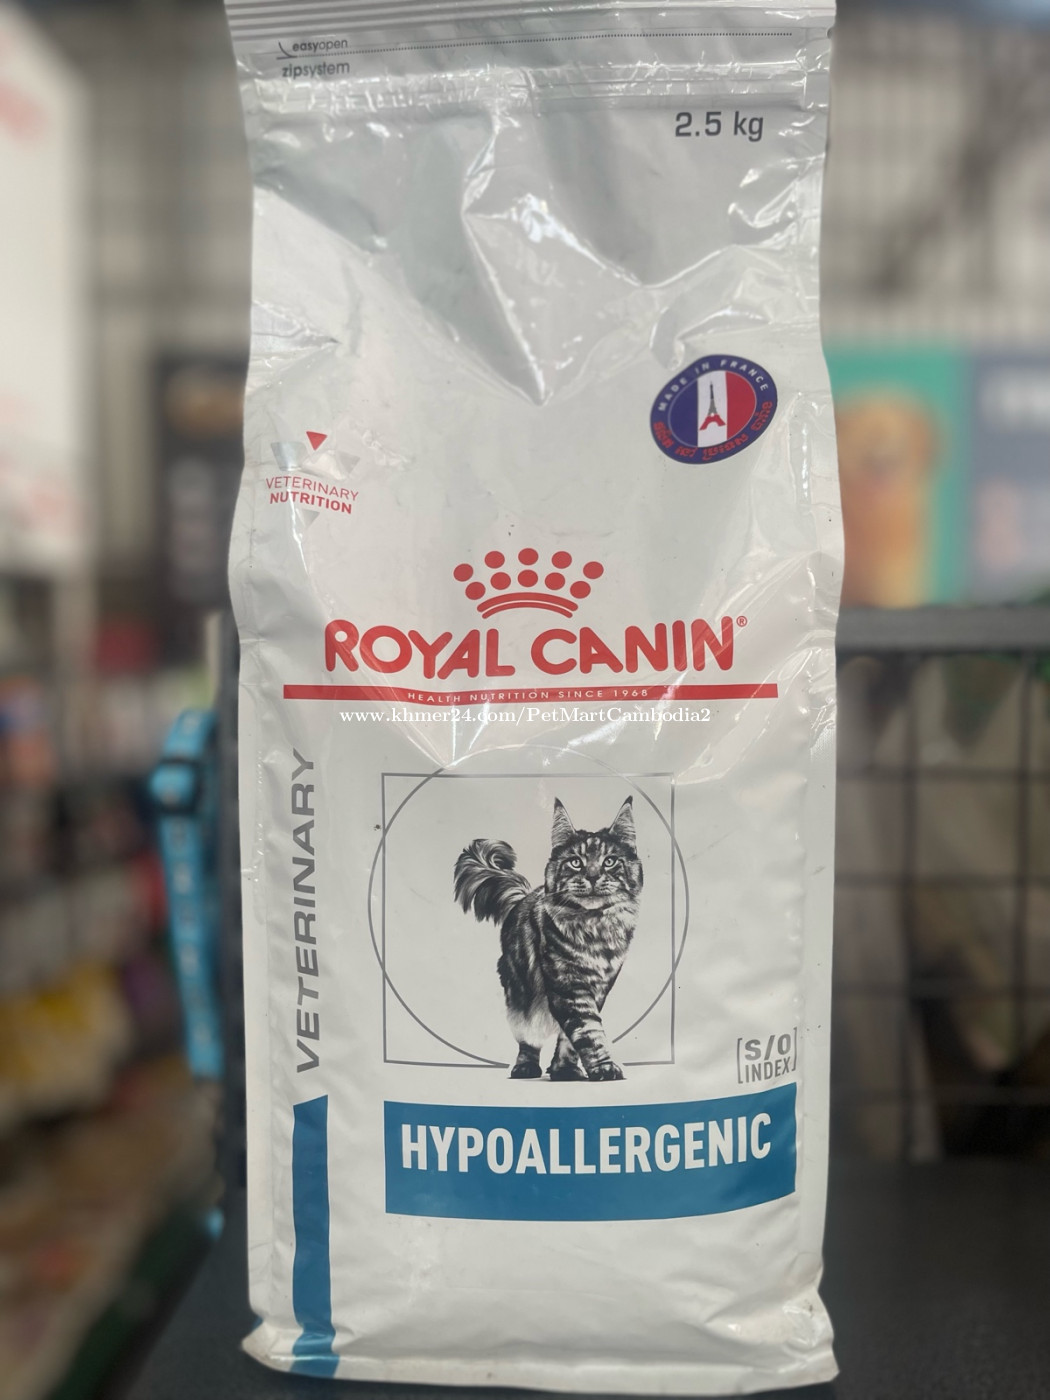 easyopen
zipsystem
2.5 kg
MADE IN FRANCE
VETERINARY
NUTRITION
ROYAL CANIN®
HEALTH NUTRITION SINCE 1968
www.khmer24.com/PetMartCambodia2
VETERINARY
S/O
INDEX
HYPOALLERGENIC